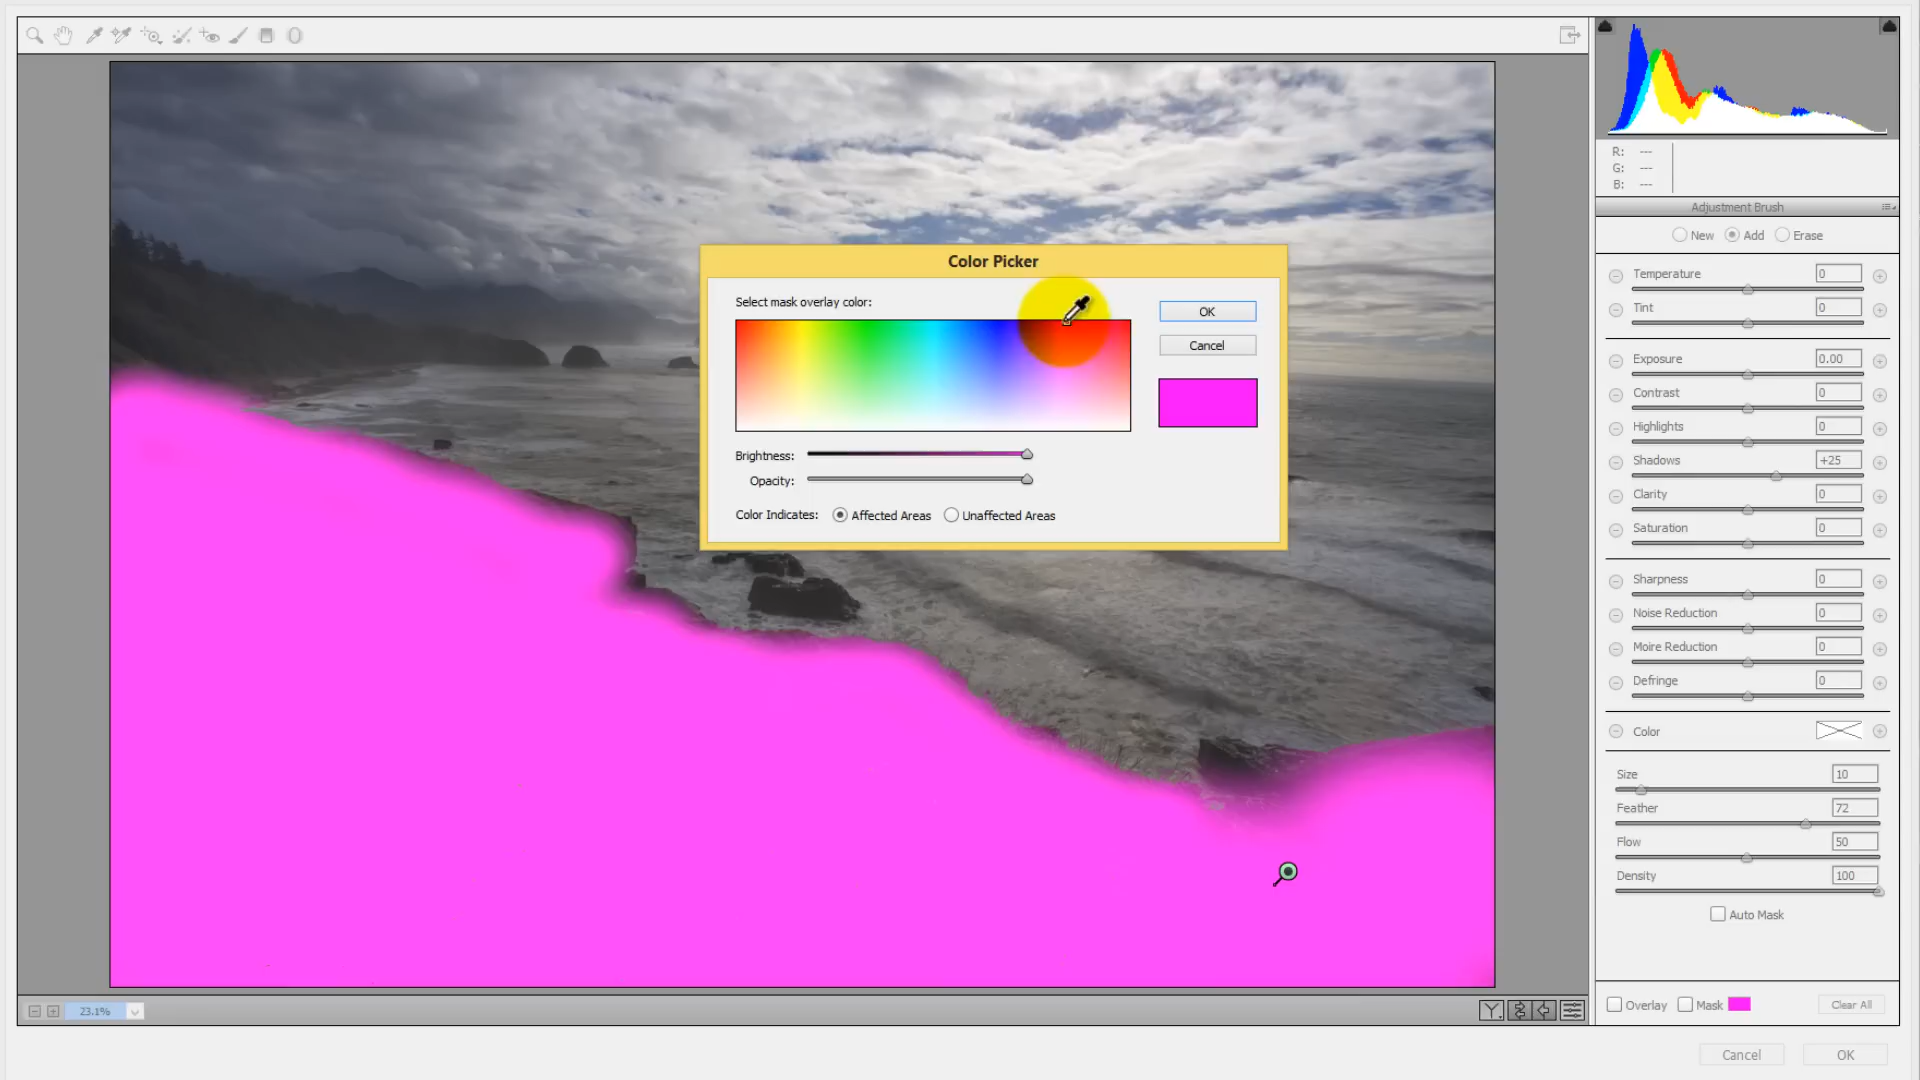 R: ---
G: ---
B: ---
Adjustment Brush
New Add Erase
Temperature 0
Tint 0
Exposure 0.00
Contrast 0
Highlights 0
Shadows +25
Clarity 0
Saturation 0
Sharpness 0
Noise Reduction 0
Moire Reduction 0
Defringe 0
Color
Size 10
Feather 72
Flow 50
Density 100
Auto Mask
Overlay Mask Clear All
Cancel OK
Color Picker
Select mask overlay color:
OK
Cancel
Brightness:
Opacity:
Color Indicates: Affected Areas Unaffected Areas
23.1%
Y